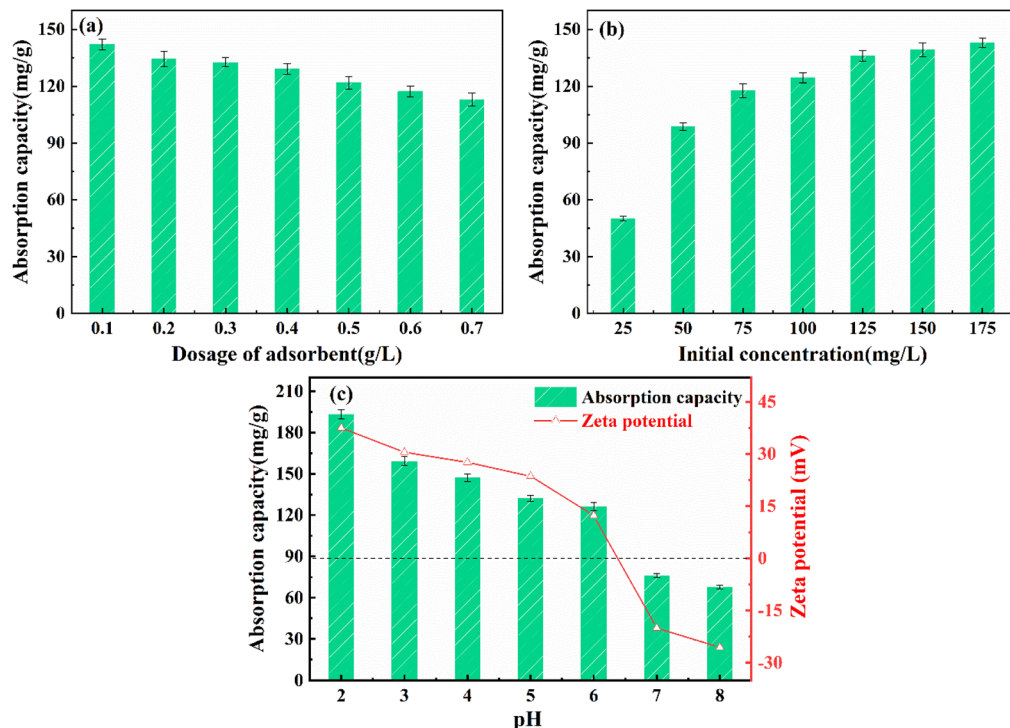 (a)
Absorption capacity(mg/g)
150
120
90
60
30
0
0.1 0.2 0.3 0.4 0.5 0.6 0.7
Dosage of adsorbent(g/L)
(b)
Absorption capacity(mg/g)
150
120
90
60
30
0
25 50 75 100 125 150 175
Initial concentration(mg/L)
(c)
Absorption capacity
Zeta potential
Absorption capacity(mg/g)
210
180
150
120
90
60
30
0
2 3 4 5 6 7 8
pH
45
30
15
0
-15
-30
Zeta potential (mV)